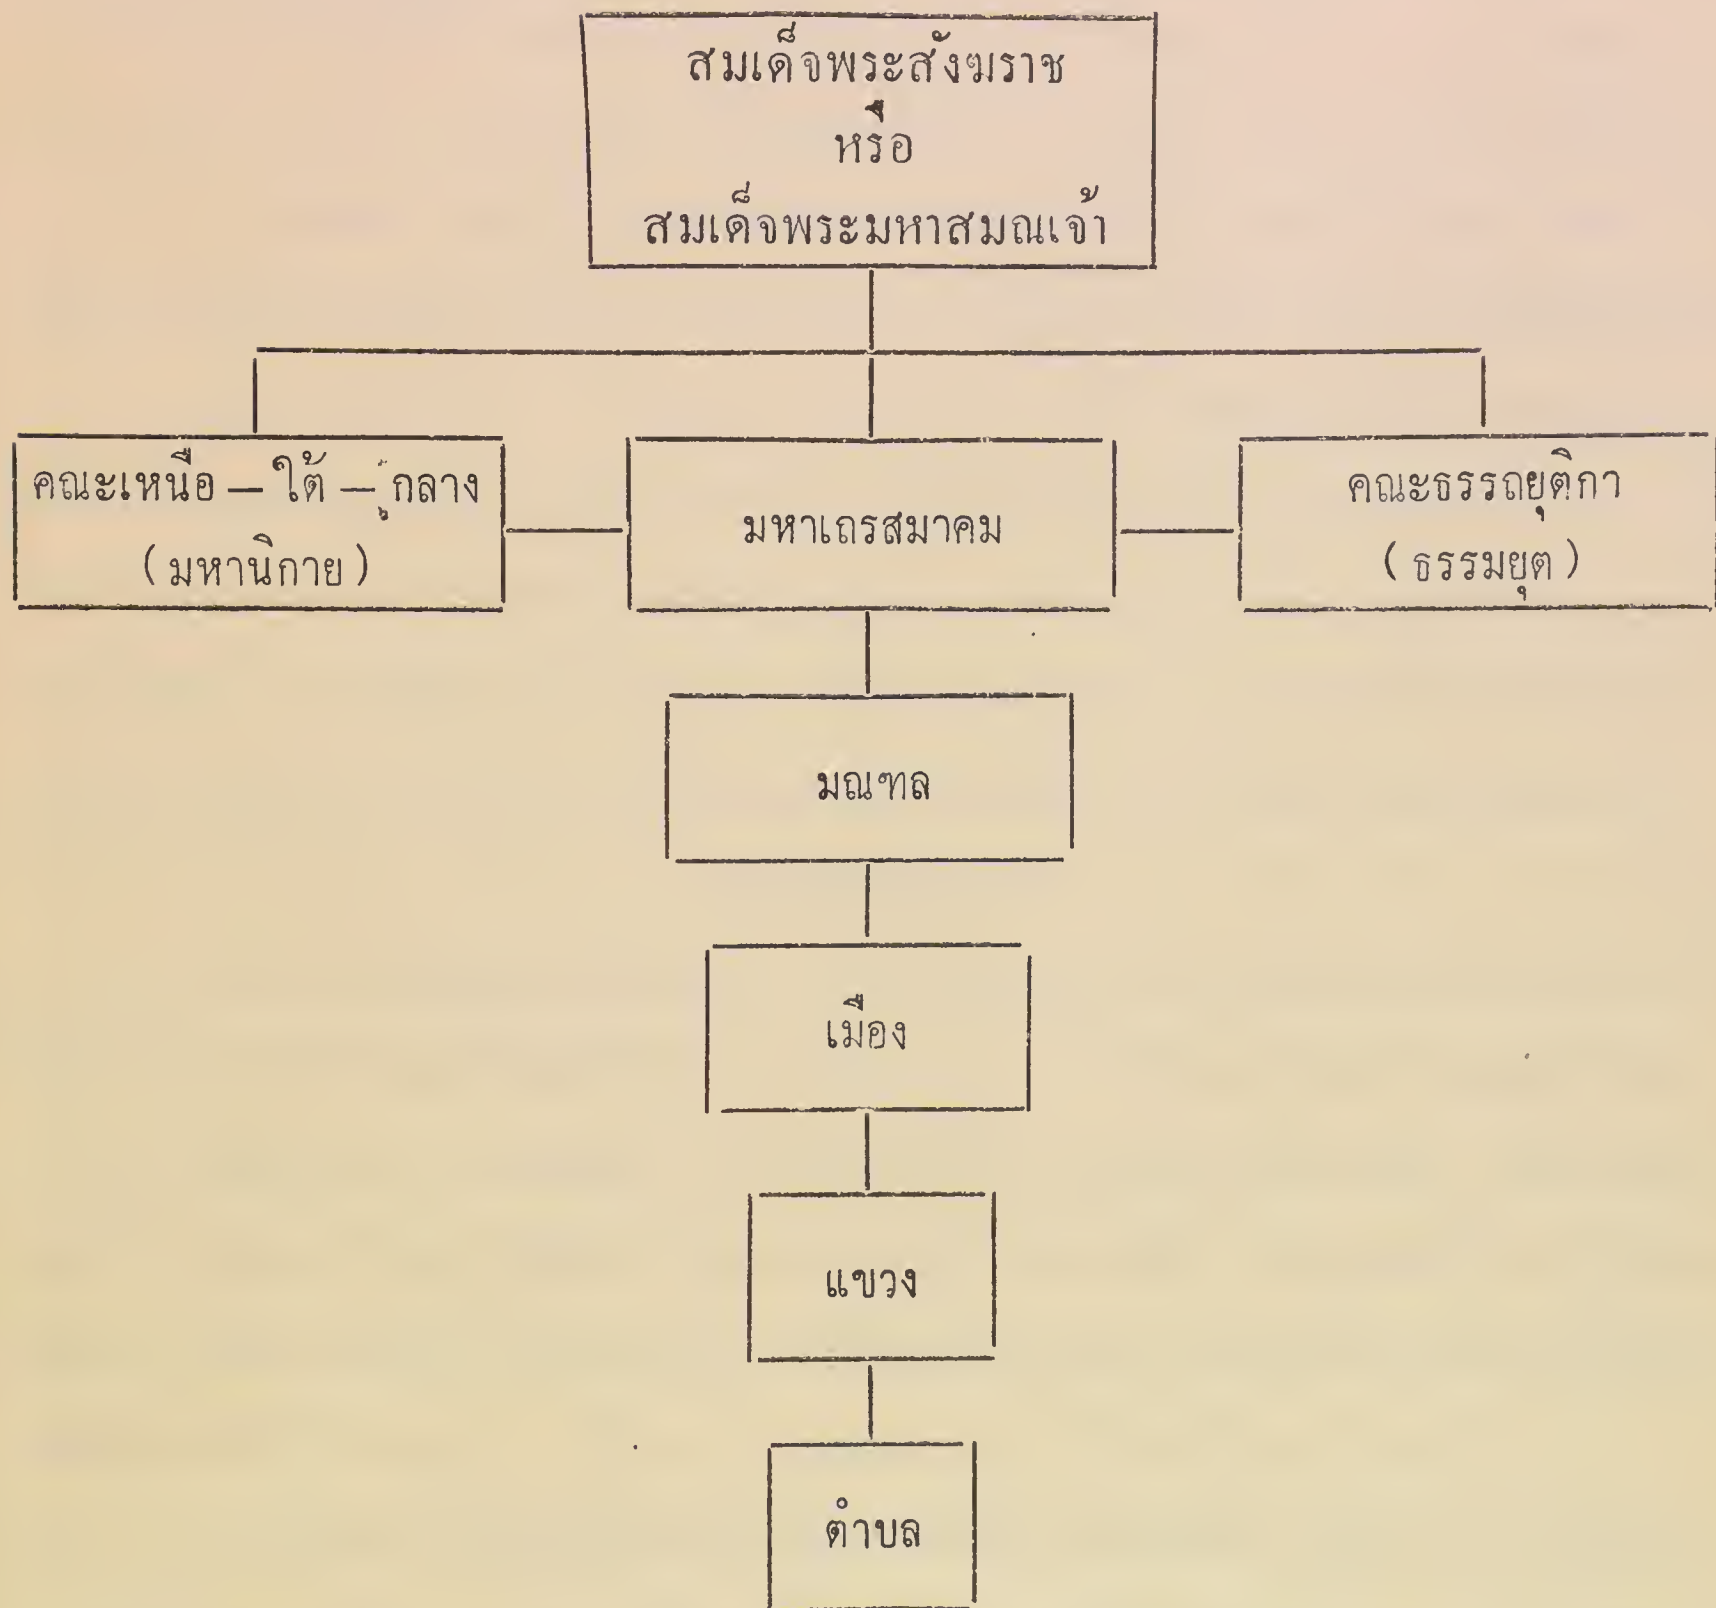 สมเด็จพระสังฆราช
หรือ
สมเด็จพระมหาสมณเจ้า
คณะเหนือ – ใต้ – กลาง
(มหานิกาย)
มหาเถรสมาคม
คณะธรรถยุติกา
(ธรรมยุต)
มณฑล
เมือง
แขวง
ตำบล